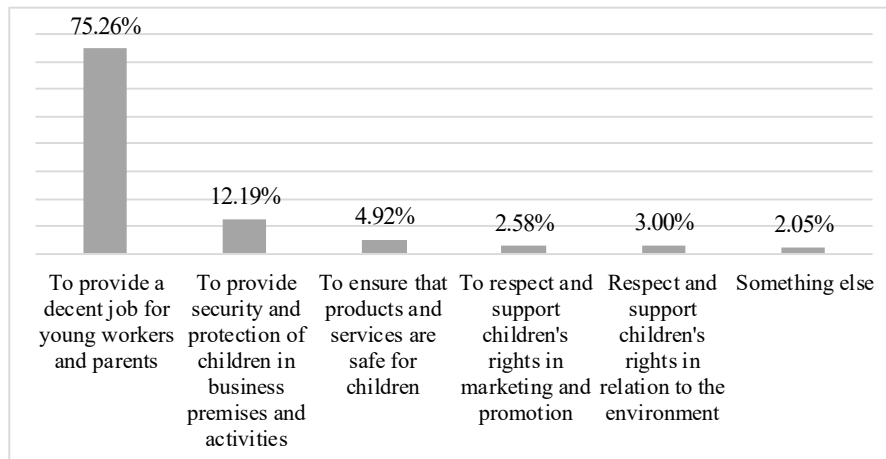 75.26%
12.19%
4.92%
2.58%
3.00%
2.05%
To provide a
decent job for
young workers
and parents
To provide
security and
protection of
children in
business
premises and
activities
To ensure that
products and
services are
safe for
children
To respect and
support
children's
rights in
marketing and
promotion
Respect and
support
children's
rights in
relation to the
environment
Something else